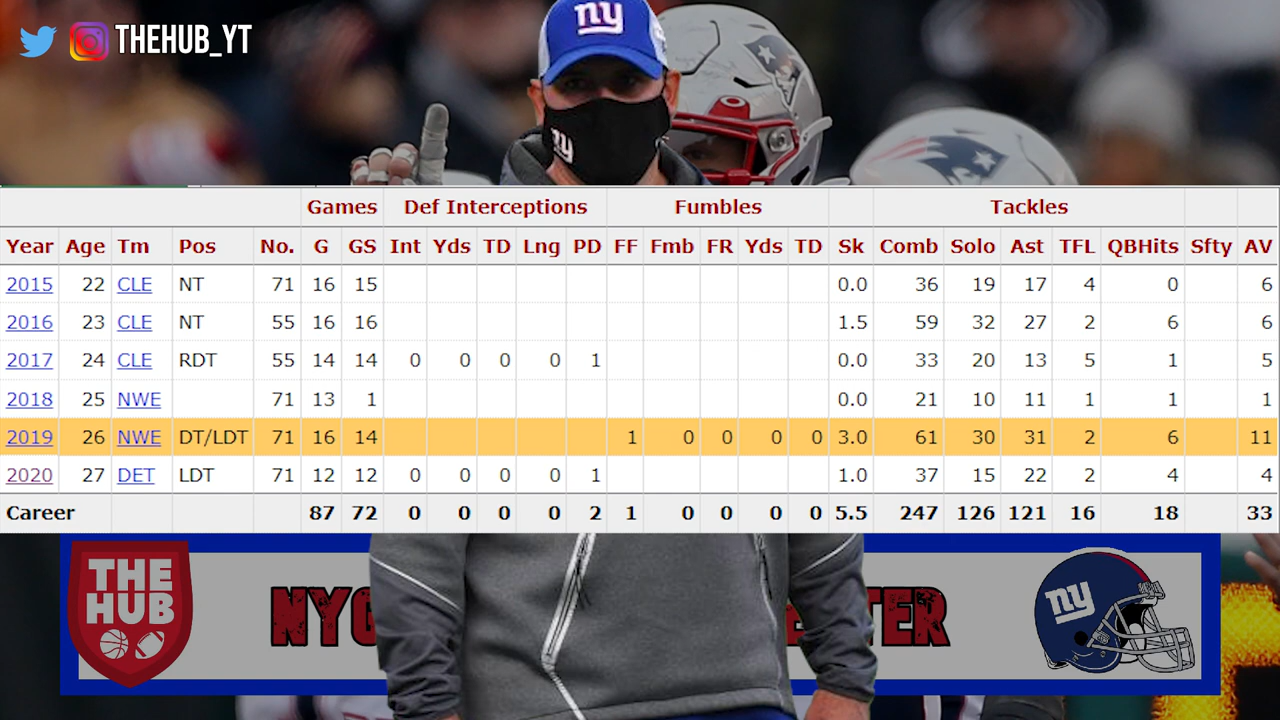 THEHUB_YT
ny
ny
Games Def Interceptions Fumbles Tackles
Year Age Tm Pos No. G GS Int Yds TD Lng PD FF Fmb FR Yds TD Sk Comb Solo Ast TFL QBHits Sfty AV
2015 22 CLE NT 71 16 15 0.0 36 19 17 4 0 6
2016 23 CLE NT 55 16 16 1.5 59 32 27 2 6 6
2017 24 CLE RDT 55 14 14 0 0 0 0 1 0.0 33 20 13 5 1 5
2018 25 NWE 71 13 1 0.0 21 10 11 1 1 1
2019 26 NWE DT/LDT 71 16 14 1 0 0 0 0 3.0 61 30 31 2 6 11
2020 27 DET LDT 71 12 12 0 0 0 0 1 1.0 37 15 22 2 4 4
Career 87 72 0 0 0 0 2 1 0 0 0 0 5.5 247 126 121 16 18 33
THE
HUB
NYG
TER
ny